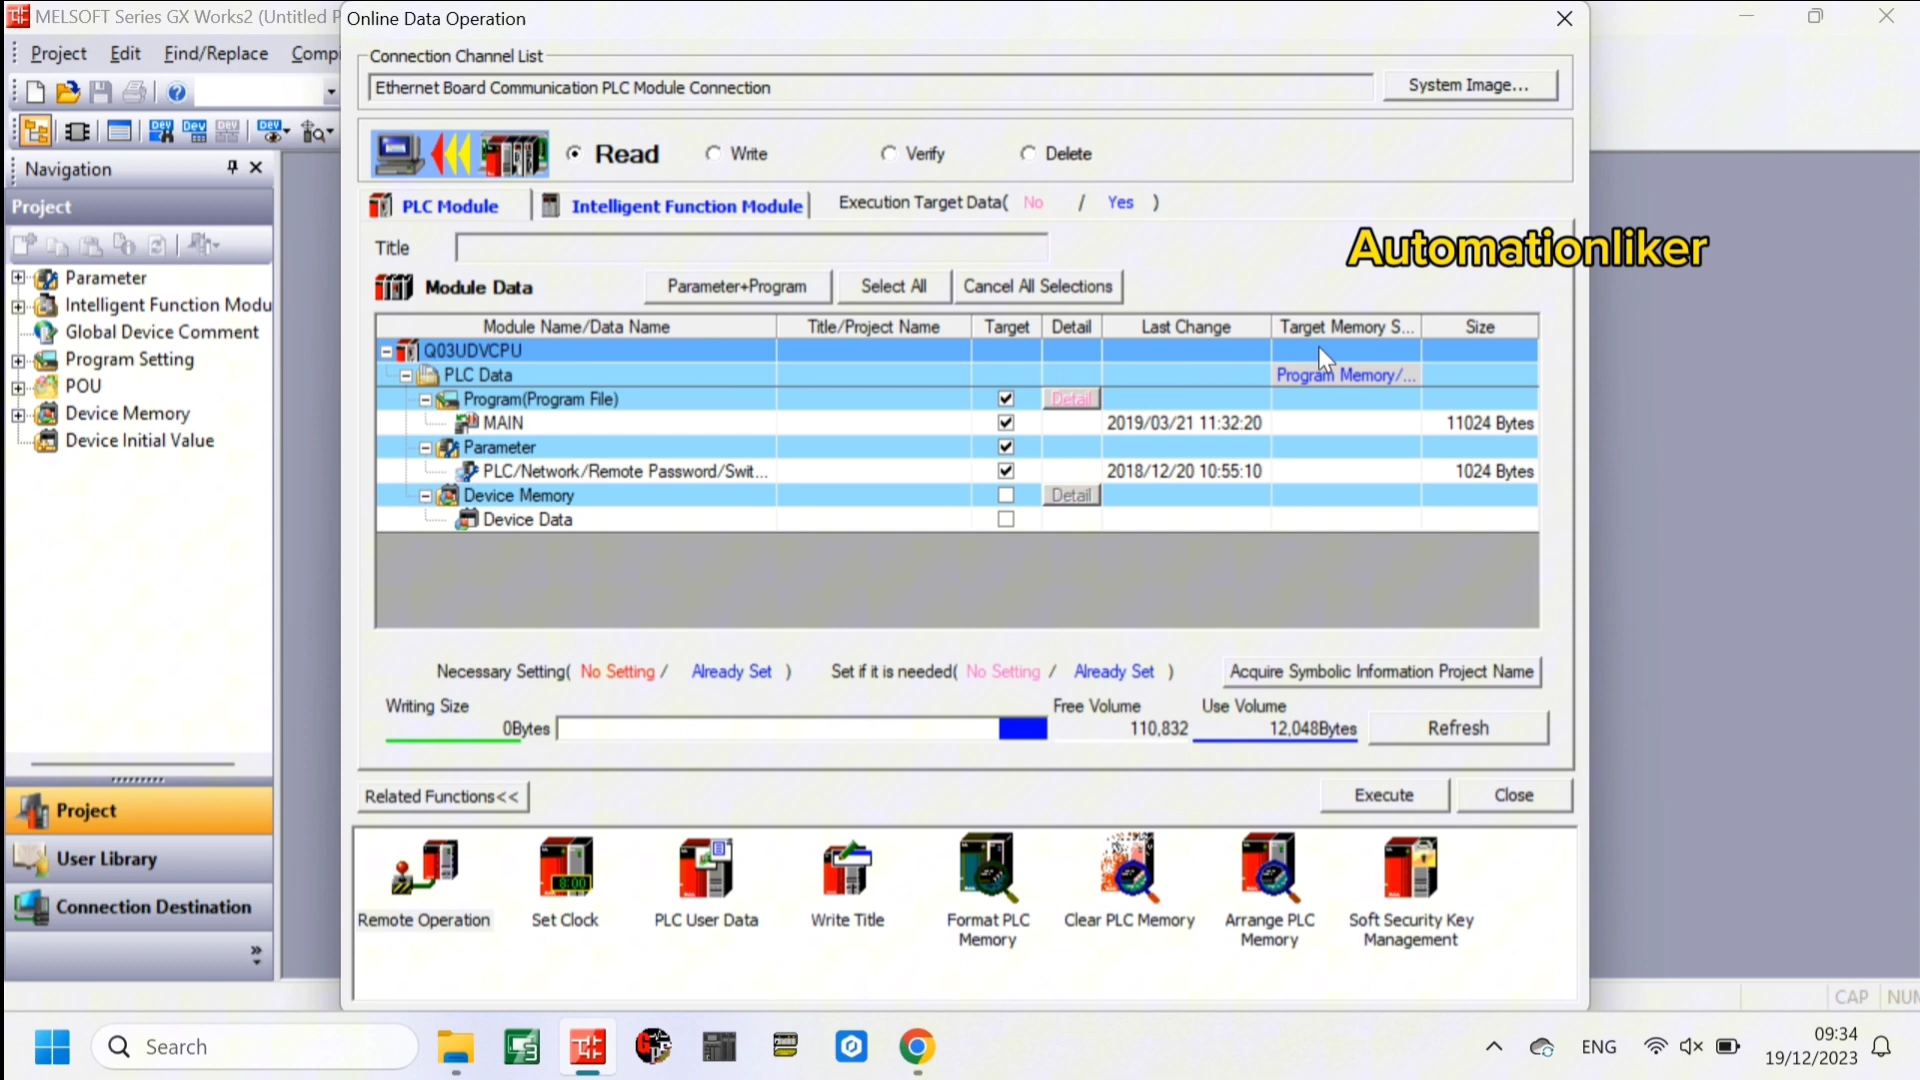 MELSOFT Series GX Works2 (Untitled P
Online Data Operation
Project Edit Find/Replace Compi
Connection Channel List
Ethernet Board Communication PLC Module Connection
System Image...
Read
Write
Verify
Delete
Navigation
Project
PLC Module
Intelligent Function Module
Execution Target Data( No / Yes )
Title
Automationliker
Module Data
Parameter+Program
Select All
Cancel All Selections
Parameter
Intelligent Function Modu
Global Device Comment
Program Setting
POU
Device Memory
Device Initial Value
Module Name/Data Name Title/Project Name Target Detail Last Change Target Memory S... Size
Q03UDVCPU
PLC Data Program Memory/...
Program(Program File) Detail
MAIN 2019/03/21 11:32:20 11024 Bytes
Parameter
PLC/Network/Remote Password/Swit... 2018/12/20 10:55:10 1024 Bytes
Device Memory Detail
Device Data
Necessary Setting( No Setting / Already Set ) Set if it is needed( No Setting / Already Set )
Acquire Symbolic Information Project Name
Writing Size Free Volume Use Volume
0Bytes 110,832 12,048Bytes
Refresh
Related Functions<<
Execute
Close
Project
User Library
Connection Destination
Remote Operation
Set Clock
8:00
PLC User Data
Write Title
Format PLC
Memory
Clear PLC Memory
Arrange PLC
Memory
Soft Security Key
Management
CAP NUM
Search
ENG
09:34
19/12/2023